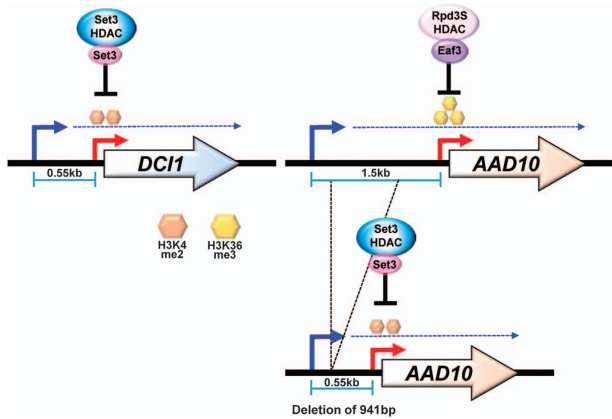 Set3
HDAC
Set3
DCI1
0.55kb
H3K4
me2
H3K36
me3
Rpd3S
HDAC
Eaf3
AAD10
1.5kb
Set3
HDAC
Set3
AAD10
0.55kb
Deletion of 941bp